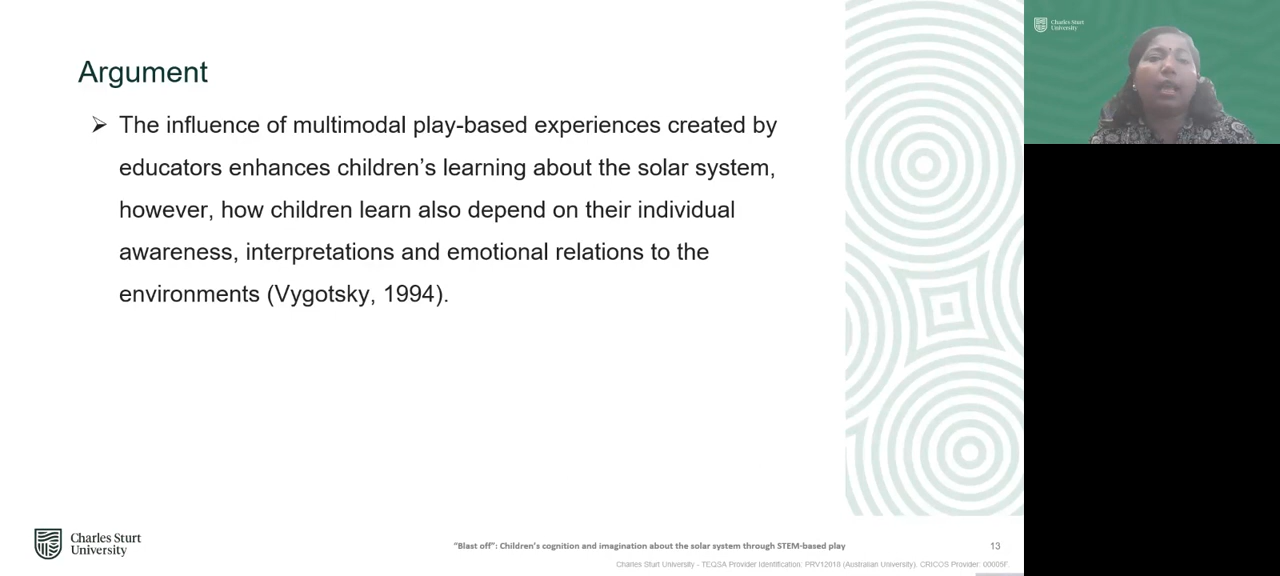 Argument
➢ The influence of multimodal play-based experiences created by
educators enhances children’s learning about the solar system,
however, how children learn also depend on their individual
awareness, interpretations and emotional relations to the
environments (Vygotsky, 1994).
Charles Sturt
University
“Blast off”: Children’s cognition and imagination about the solar system through STEM-based play
13
Charles Sturt University - TEQSA Provider Identification: PRV12018 (Australian University). CRICOS Provider: 00005F.
Charles Sturt
University